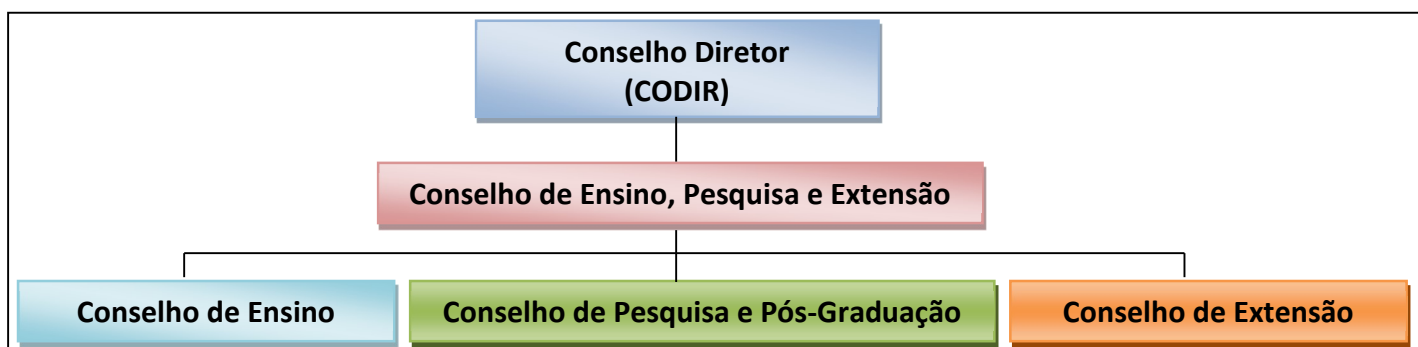 Conselho Diretor
(CODIR)
Conselho de Ensino, Pesquisa e Extensão
Conselho de Ensino
Conselho de Pesquisa e Pós-Graduação
Conselho de Extensão